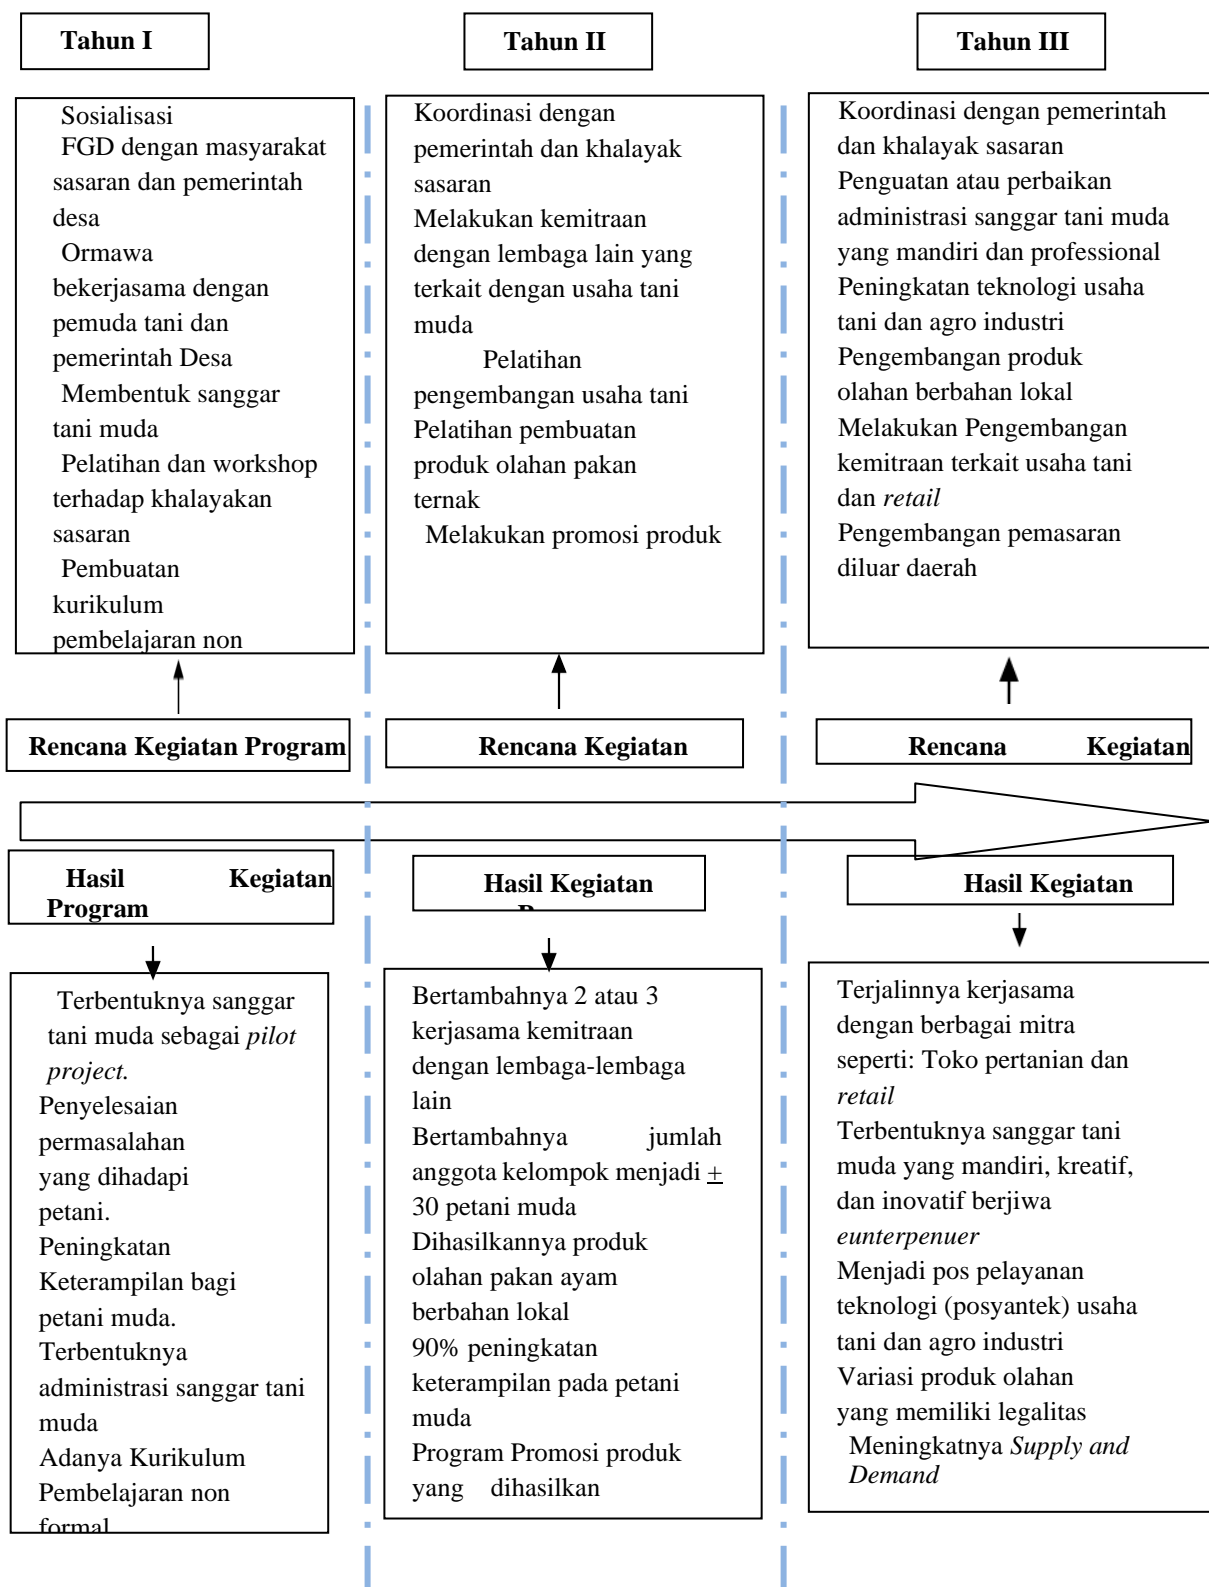 Tahun I
Tahun II
Tahun III
Sosialisasi
FGD dengan masyarakat
sasaran dan pemerintah
desa
Ormawa
bekerjasama dengan
pemuda tani dan
pemerintah Desa
Membentuk sanggar
tani muda
Pelatihan dan workshop
terhadap khalayakan
sasaran
Pembuatan
kurikulum
pembelajaran non
Koordinasi dengan
pemerintah dan khalayak
sasaran
Melakukan kemitraan
dengan lembaga lain yang
terkait dengan usaha tani
muda
Pelatihan
pengembangan usaha tani
Pelatihan pembuatan
produk olahan pakan
ternak
Melakukan promosi produk
Koordinasi dengan pemerintah
dan khalayak sasaran
Penguatan atau perbaikan
administrasi sanggar tani muda
yang mandiri dan professional
Peningkatan teknologi usaha
tani dan agro industri
Pengembangan produk
olahan berbahan lokal
Melakukan Pengembangan
kemitraan terkait usaha tani
dan retail
Pengembangan pemasaran
diluar daerah
Rencana Kegiatan Program
Rencana Kegiatan
Rencana Kegiatan
Hasil Kegiatan
Program
Hasil Kegiatan
Hasil Kegiatan
Terbentuknya sanggar
tani muda sebagai pilot
project.
Penyelesaian
permasalahan
yang dihadapi
petani.
Peningkatan
Keterampilan bagi
petani muda.
Terbentuknya
administrasi sanggar tani
muda
Adanya Kurikulum
Pembelajaran non
formal
Bertambahnya 2 atau 3
kerjasama kemitraan
dengan lembaga-lembaga
lain
Bertambahnya jumlah
anggota kelompok menjadi ±
30 petani muda
Dihasilkannya produk
olahan pakan ayam
berbahan lokal
90% peningkatan
keterampilan pada petani
muda
Program Promosi produk
yang dihasilkan
Terjalinnya kerjasama
dengan berbagai mitra
seperti: Toko pertanian dan
retail
Terbentuknya sanggar tani
muda yang mandiri, kreatif,
dan inovatif berjiwa
eunterpenuer
Menjadi pos pelayanan
teknologi (posyantek) usaha
tani dan agro industri
Variasi produk olahan
yang memiliki legalitas
Meningkatnya Supply and
Demand